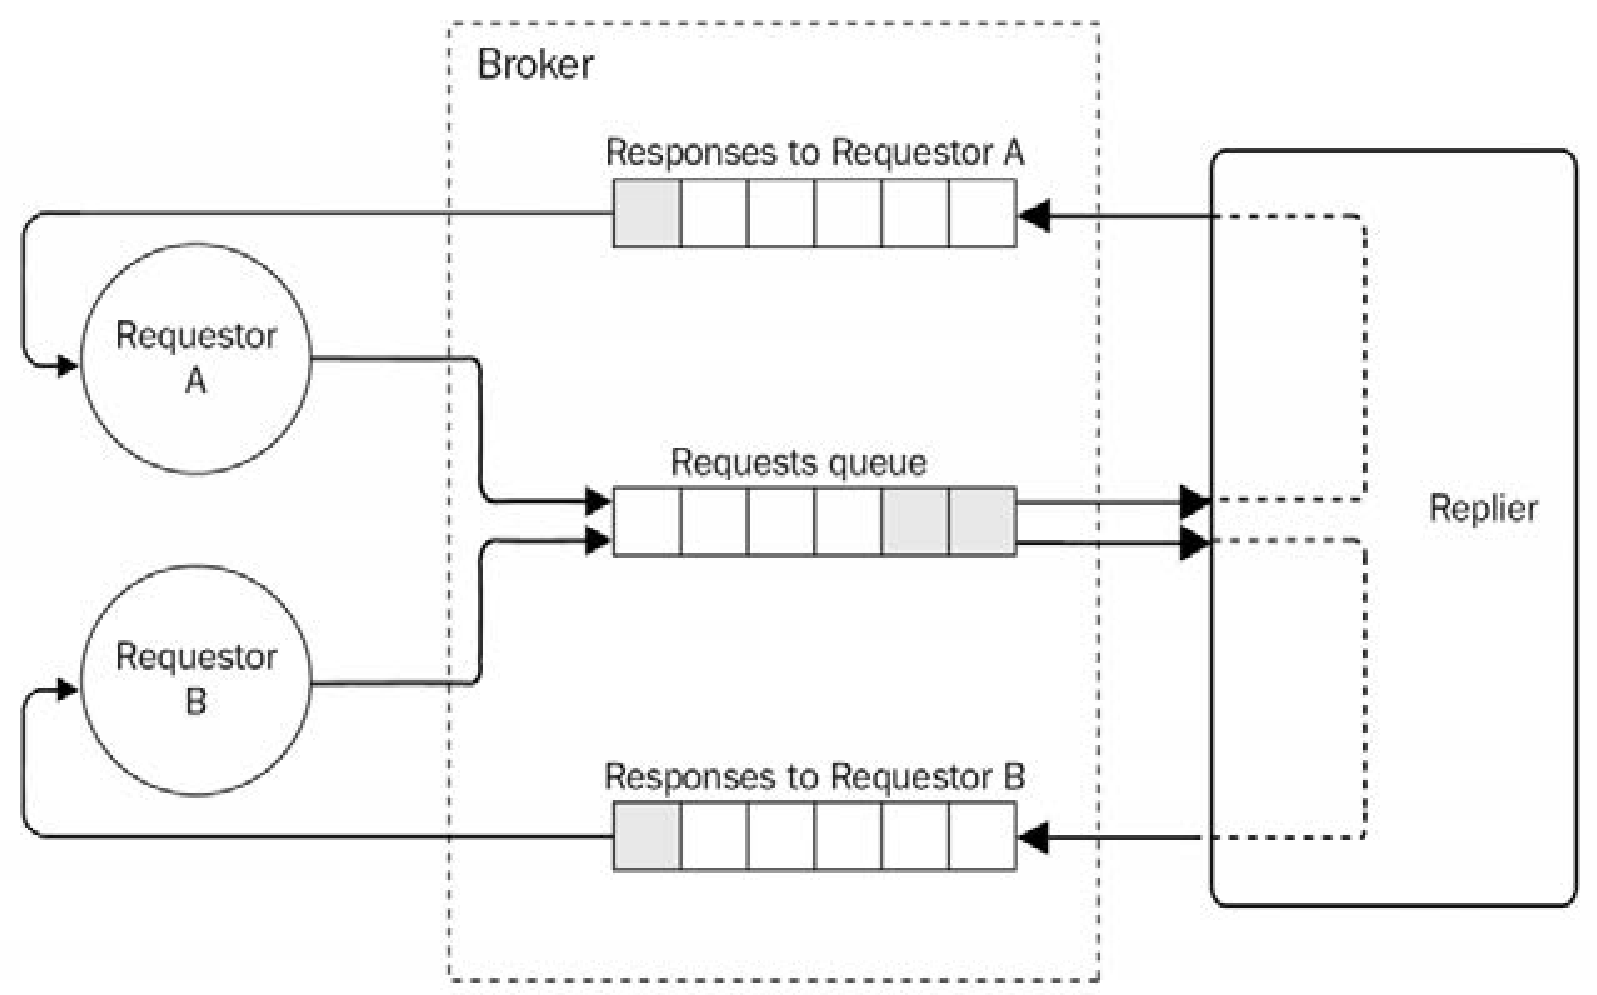 Broker
Responses to Requestor A
Requestor
A
Requests queue
Replier
Requestor
B
Responses to Requestor B